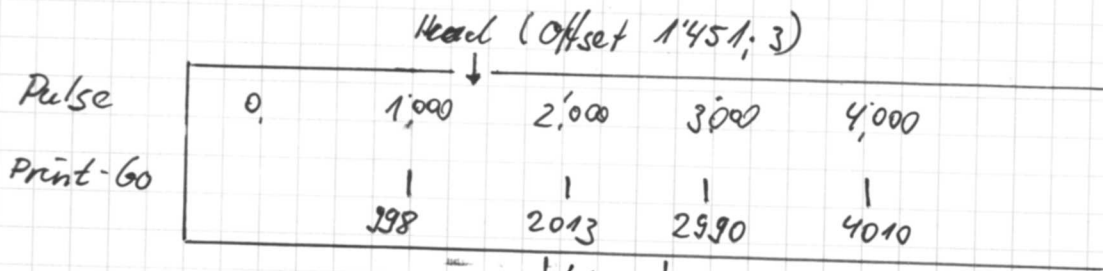 Head (Offset 1'451; 3)
Pulse 0, 1'000 2'000 3'000 4'000
Print-Go
998 2013 2990 4010